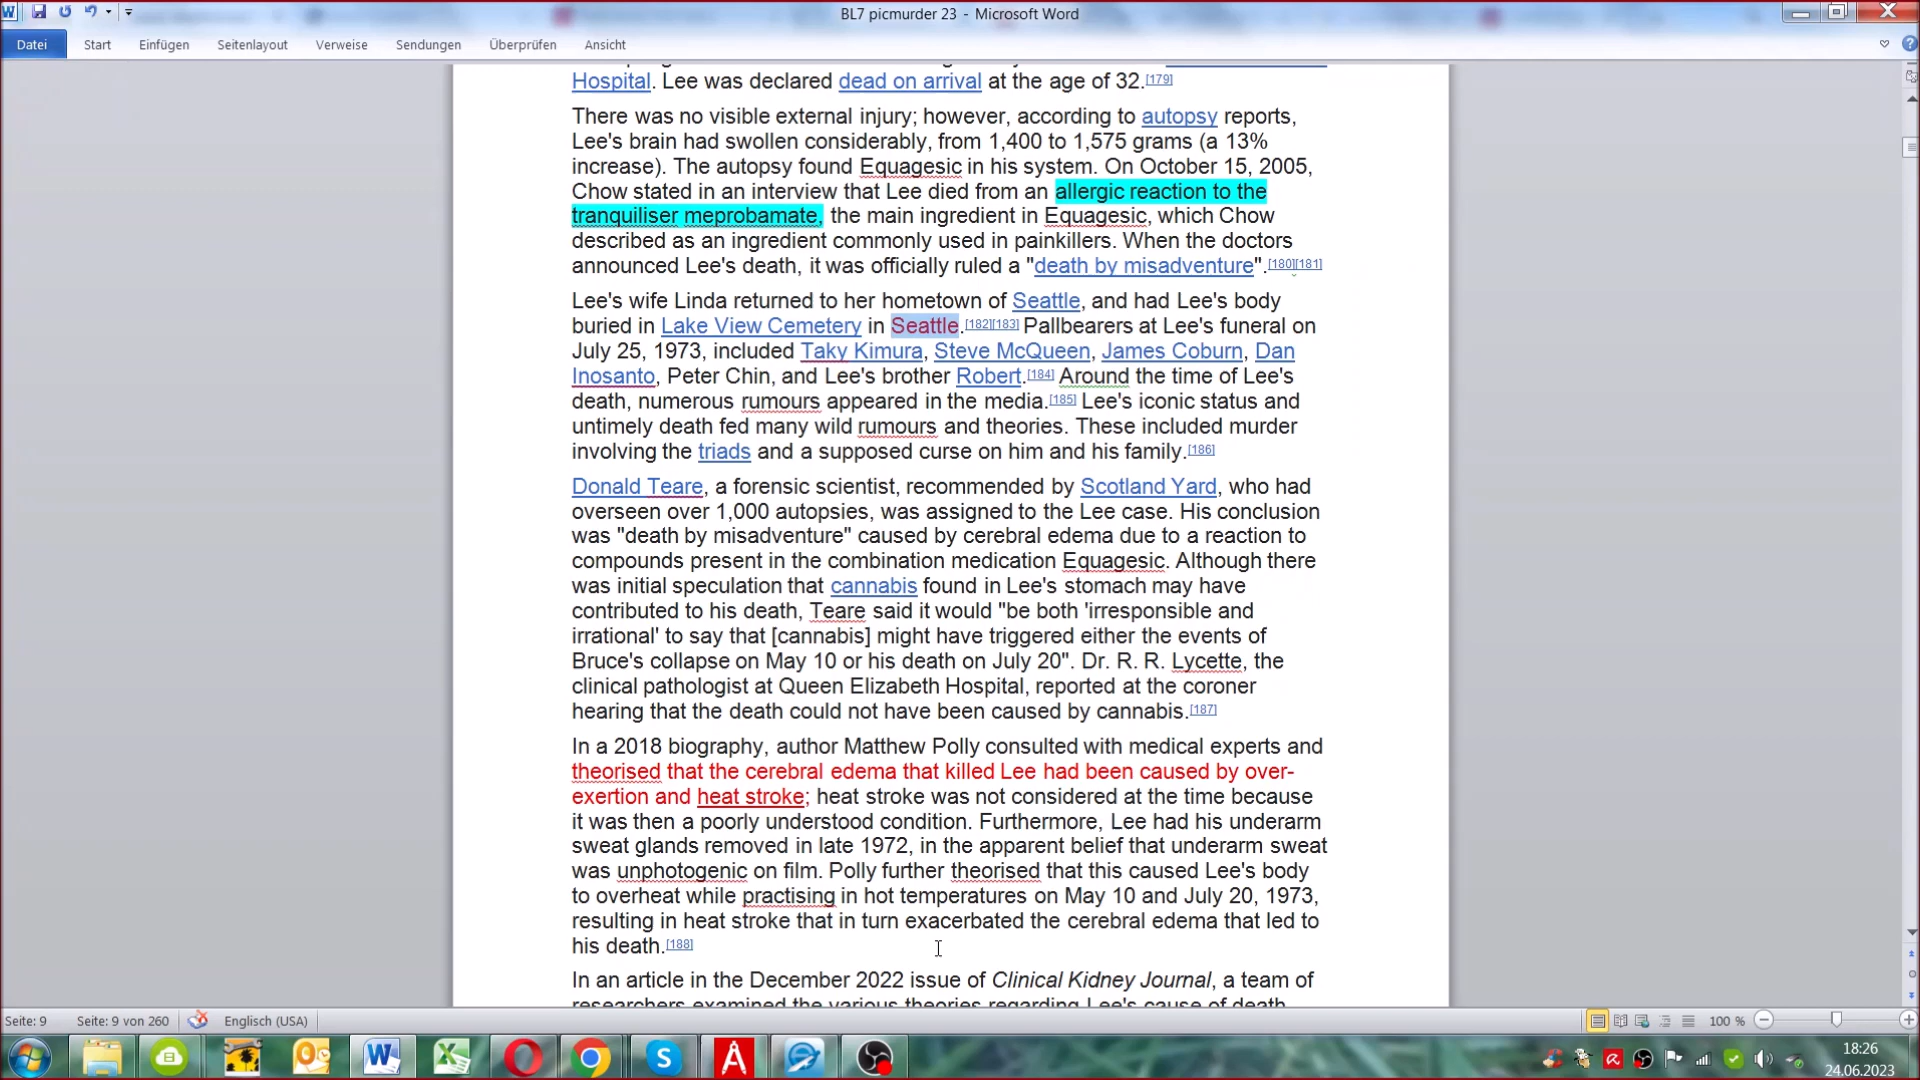 BL7 picmurder 23 - Microsoft Word
Datei Start Einfügen Seitenlayout Verweise Sendungen Überprüfen Ansicht
Hospital. Lee was declared dead on arrival at the age of 32.[179]
There was no visible external injury; however, according to autopsy reports,
Lee's brain had swollen considerably, from 1,400 to 1,575 grams (a 13%
increase). The autopsy found Equagesic in his system. On October 15, 2005,
Chow stated in an interview that Lee died from an allergic reaction to the
tranquiliser meprobamate, the main ingredient in Equagesic, which Chow
described as an ingredient commonly used in painkillers. When the doctors
announced Lee's death, it was officially ruled a "death by misadventure".[180][181]
Lee's wife Linda returned to her hometown of Seattle, and had Lee's body
buried in Lake View Cemetery in Seattle.[182][183] Pallbearers at Lee's funeral on
July 25, 1973, included Taky Kimura, Steve McQueen, James Coburn, Dan
Inosanto, Peter Chin, and Lee's brother Robert.[184] Around the time of Lee's
death, numerous rumours appeared in the media.[185] Lee's iconic status and
untimely death fed many wild rumours and theories. These included murder
involving the triads and a supposed curse on him and his family.[186]
Donald Teare, a forensic scientist, recommended by Scotland Yard, who had
overseen over 1,000 autopsies, was assigned to the Lee case. His conclusion
was "death by misadventure" caused by cerebral edema due to a reaction to
compounds present in the combination medication Equagesic. Although there
was initial speculation that cannabis found in Lee's stomach may have
contributed to his death, Teare said it would "be both 'irresponsible and
irrational' to say that [cannabis] might have triggered either the events of
Bruce's collapse on May 10 or his death on July 20". Dr. R. R. Lycette, the
clinical pathologist at Queen Elizabeth Hospital, reported at the coroner
hearing that the death could not have been caused by cannabis.[187]
In a 2018 biography, author Matthew Polly consulted with medical experts and
theorised that the cerebral edema that killed Lee had been caused by over-
exertion and heat stroke; heat stroke was not considered at the time because
it was then a poorly understood condition. Furthermore, Lee had his underarm
sweat glands removed in late 1972, in the apparent belief that underarm sweat
was unphotogenic on film. Polly further theorised that this caused Lee's body
to overheat while practising in hot temperatures on May 10 and July 20, 1973,
resulting in heat stroke that in turn exacerbated the cerebral edema that led to
his death.[188]
In an article in the December 2022 issue of Clinical Kidney Journal, a team of
researchers examined the various theories regarding Lee's cause of death
Seite: 9 Seite: 9 von 260 Englisch (USA) 100 %
18:26
24.06.2023